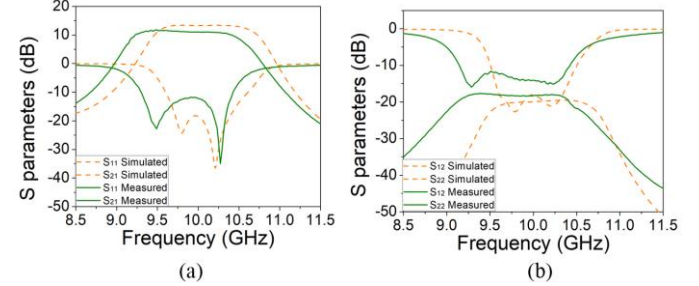 20
10
0
-10
-20
-30
-40
-50
S parameters (dB)
S11 Simulated
S21 Simulated
S11 Measured
S21 Measured
8.5 9.0 9.5 10.0 10.5 11.0 11.5
Frequency (GHz)
(a)
0
-10
-20
-30
-40
-50
S parameters (dB)
S12 Simulated
S22 Simulated
S12 Measured
S22 Measured
8.5 9.0 9.5 10.0 10.5 11.0 11.5
Frequency (GHz)
(b)